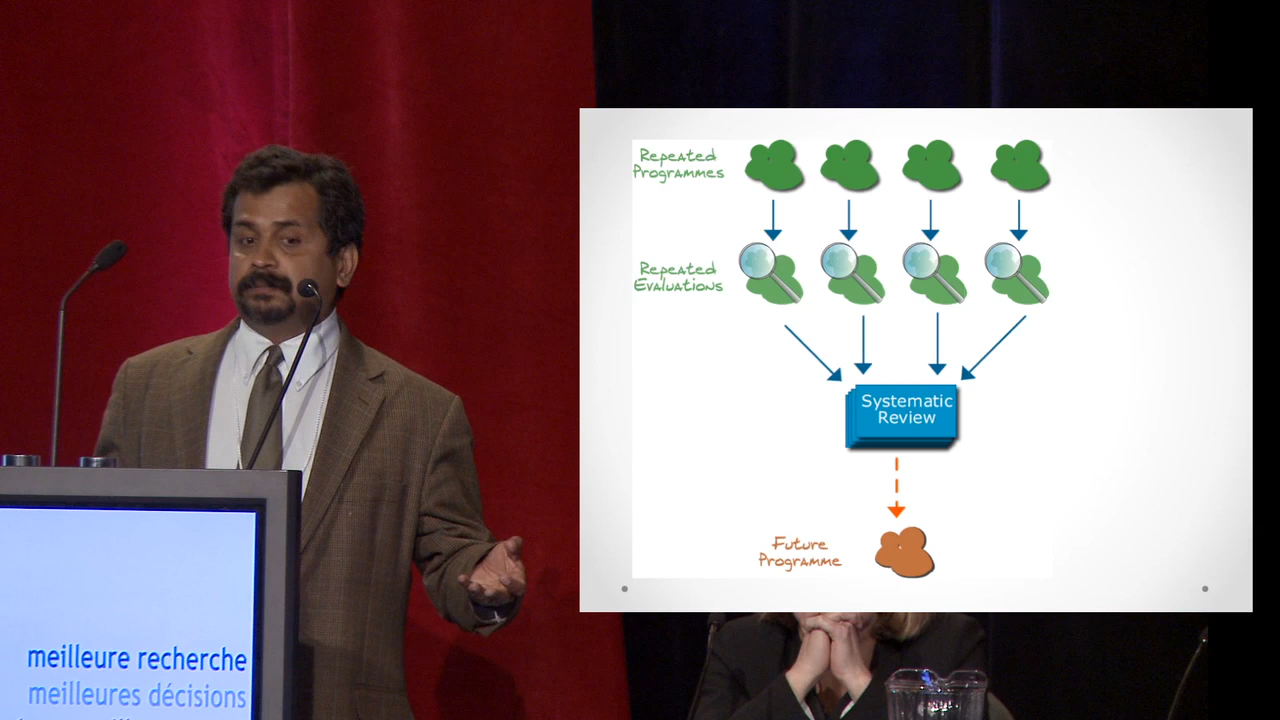 Repeated
Programmes
Repeated
Evaluations
Systematic
Review
Future
Programme
meilleure recherche
meilleures décisions